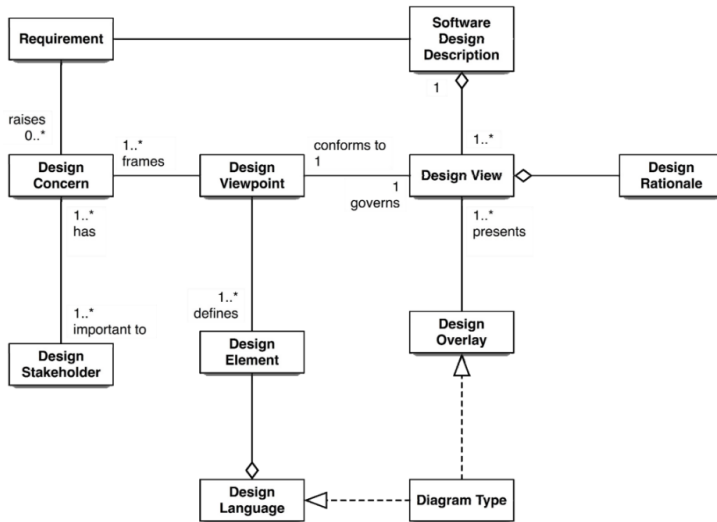 Requirement
Software
Design
Description
1
raises
0..*
1..*
frames
conforms to
1
1..*
Design
Concern
Design
Viewpoint
Design View
Design
Rationale
1
governs
1..*
has
1..*
presents
1..*
defines
1..*
important to
Design
Stakeholder
Design
Element
Design
Overlay
Design
Language
Diagram Type